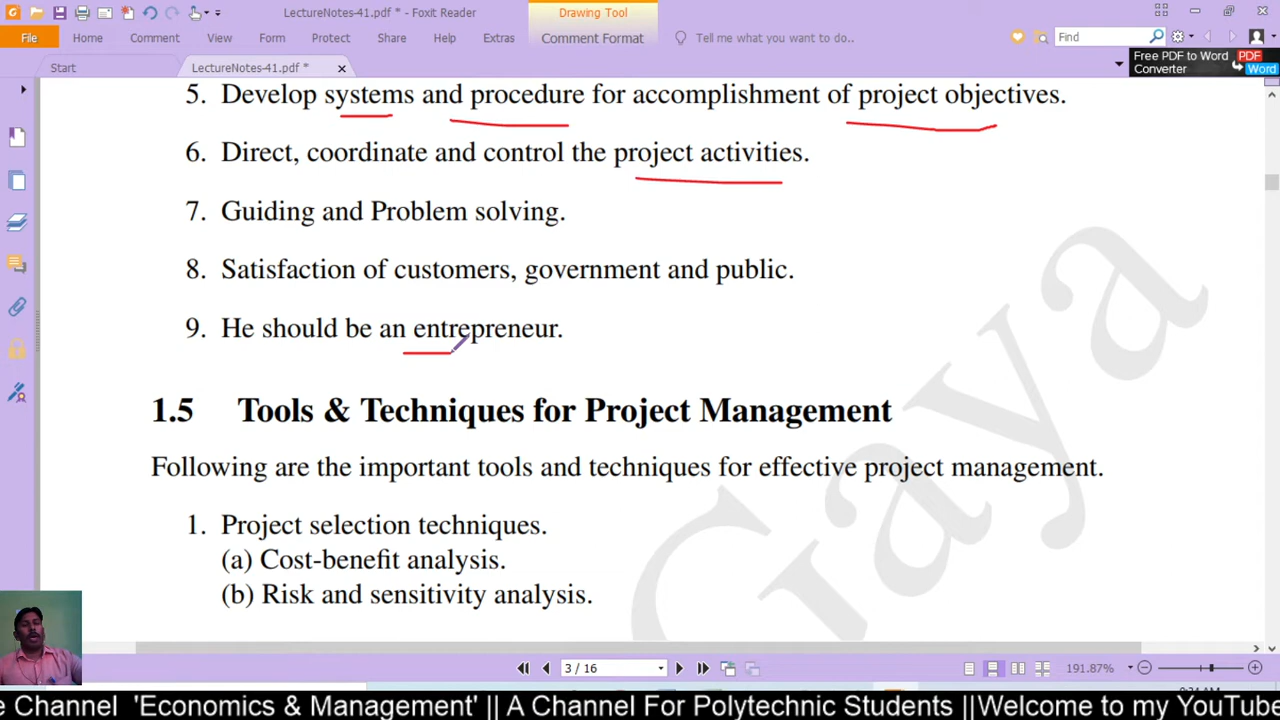 LectureNotes-41.pdf * - Foxit Reader
Drawing Tool
File Home Comment View Form Protect Share Help Extras Comment Format Tell me what you want to do.. Find
Start LectureNotes-41.pdf *
Free PDF to Word
Converter
PDF
Word
5. Develop systems and procedure for accomplishment of project objectives.
6. Direct, coordinate and control the project activities.
7. Guiding and Problem solving.
8. Satisfaction of customers, government and public.
9. He should be an entrepreneur.
1.5 Tools & Techniques for Project Management
Following are the important tools and techniques for effective project management.
1. Project selection techniques.
(a) Cost-benefit analysis.
(b) Risk and sensitivity analysis.
Gaya
3 / 16
191.87%
e Channel 'Economics & Management' || A Channel For Polytechnic Students ||Welcome to my YouTube